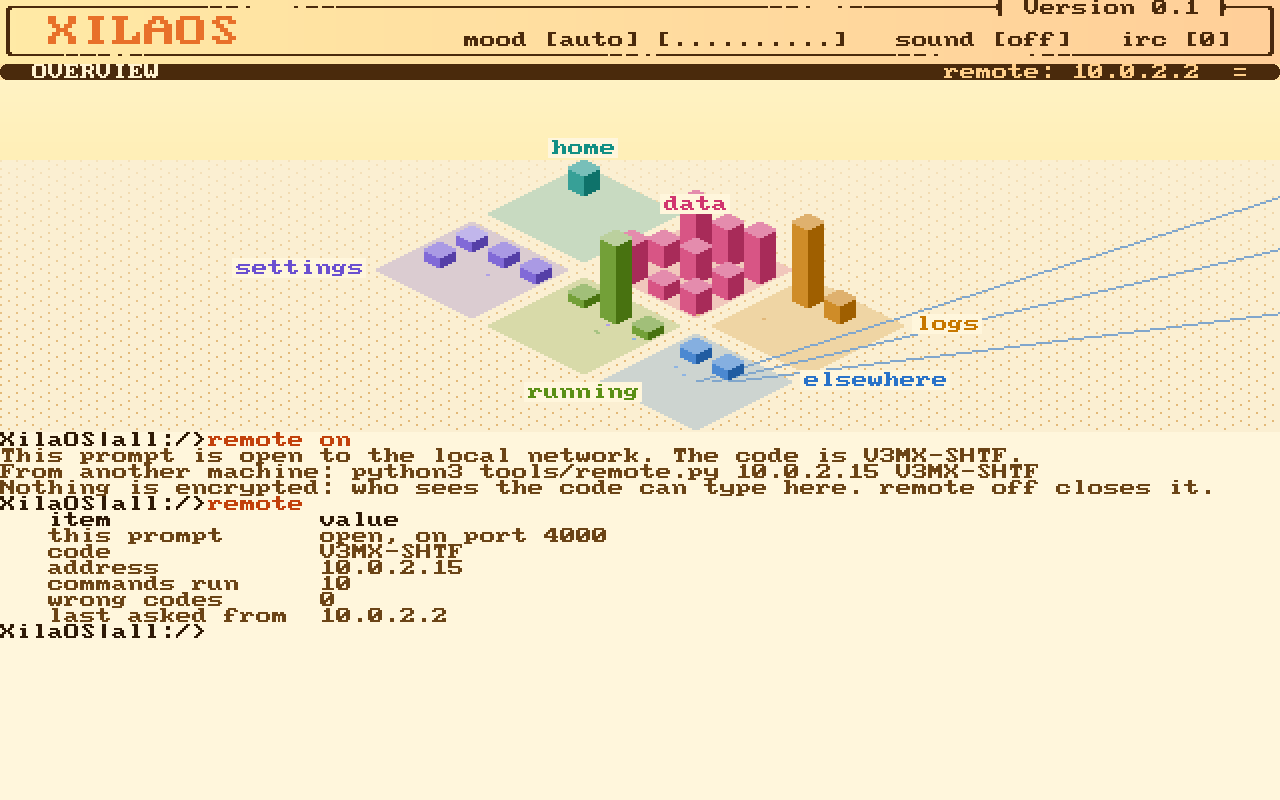 XILAOS
Version 0.1
mood [auto] [..........] sound [off] irc [0]
OVERVIEW remote: 10.0.2.2 =
home
data
settings
logs
elsewhere
running
XilaOS|all:/>remote on
This prompt is open to the local network. The code is V3MX-SHTF.
From another machine: python3 tools/remote.py 10.0.2.15 V3MX-SHTF
Nothing is encrypted: who sees the code can type here. remote off closes it.
XilaOS|all:/>remote
item value
this prompt open, on port 4000
code V3MX-SHTF
address 10.0.2.15
commands run 10
wrong codes 0
last asked from 10.0.2.2
XilaOS|all:/>